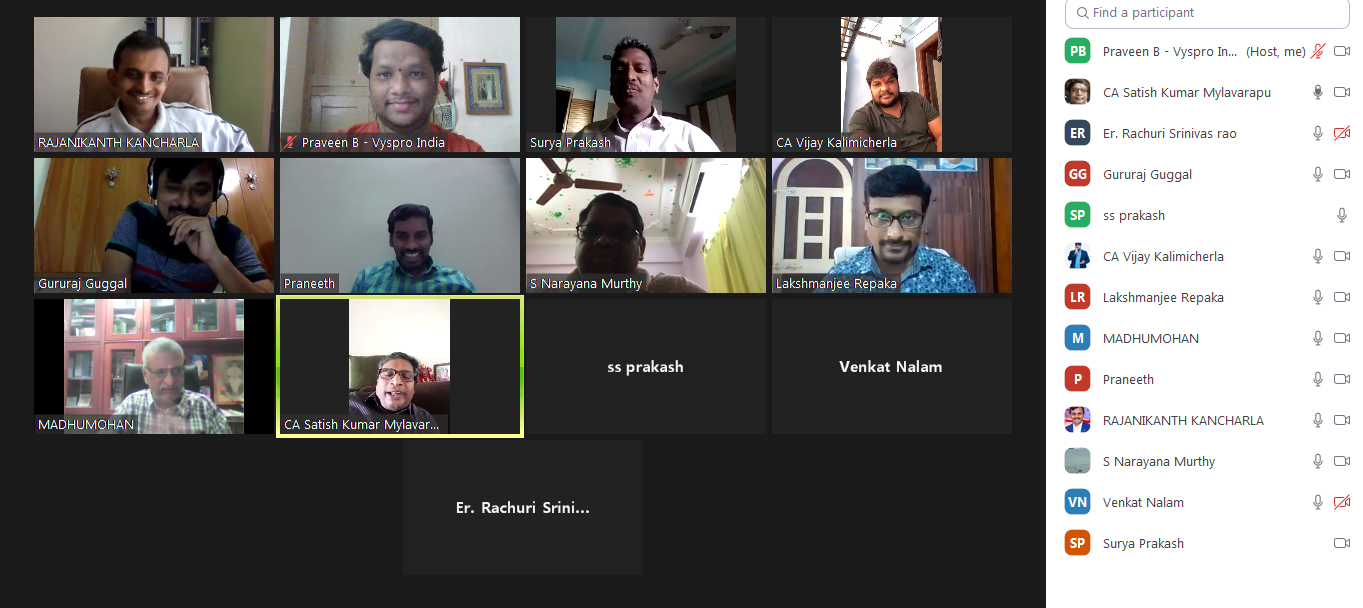 RAJANIKANTH KANCHARLA
Praveen B - Vyspro India
Surya Prakash
CA Vijay Kalimicherla
Gururaj Guggal
Praneeth
S Narayana Murthy
Lakshmanjee Repaka
MADHUMOHAN
CA Satish Kumar Mylavar...
ss prakash
Venkat Nalam
Er. Rachuri Srini...
Find a participant
PB Praveen B - Vyspro In... (Host, me)
CA Satish Kumar Mylavarapu
ER Er. Rachuri Srinivas rao
GG Gururaj Guggal
SP ss prakash
CA Vijay Kalimicherla
LR Lakshmanjee Repaka
M MADHUMOHAN
P Praneeth
RAJANIKANTH KANCHARLA
S Narayana Murthy
VN Venkat Nalam
SP Surya Prakash